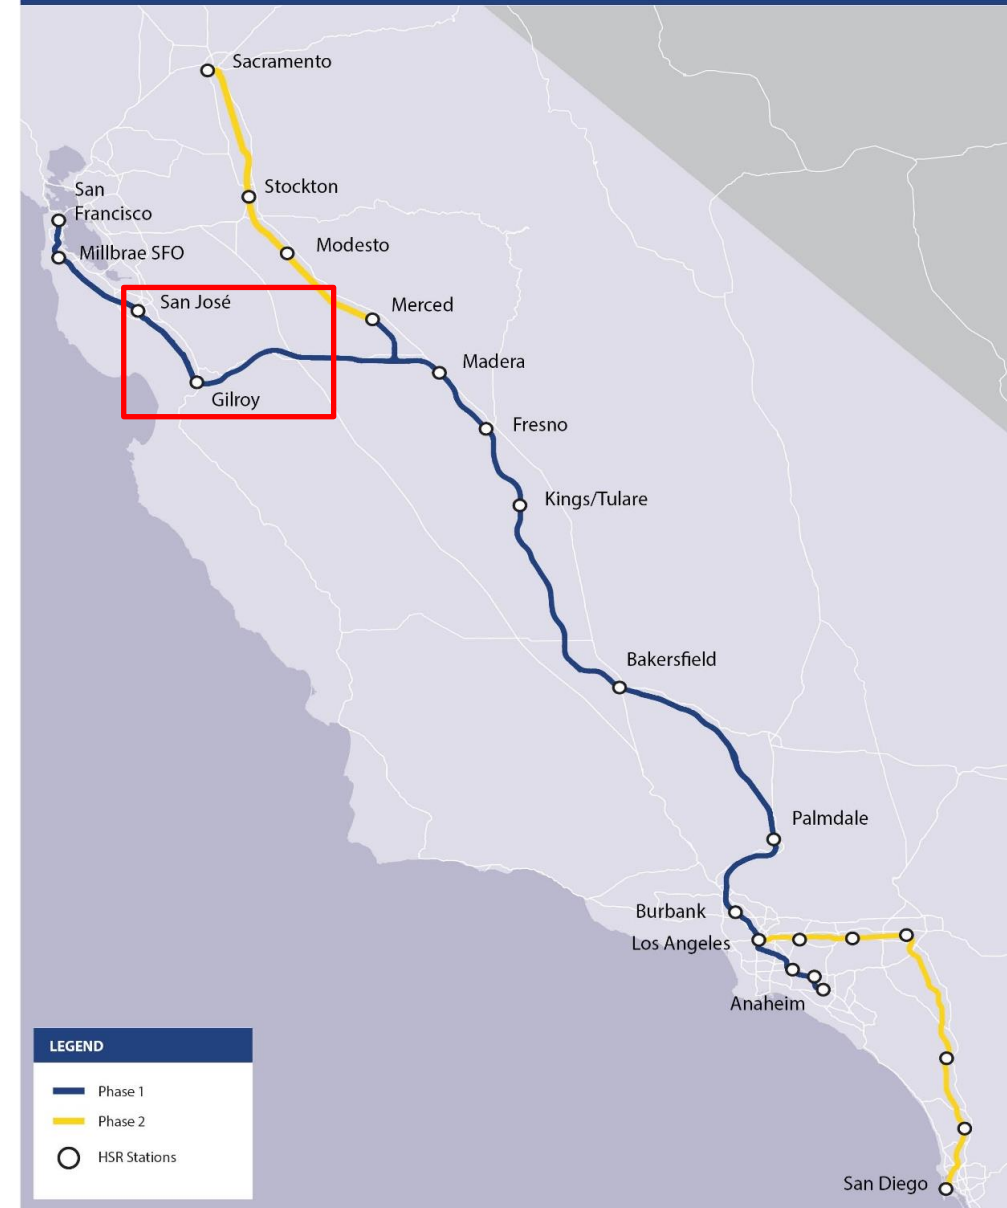 Sacramento
Stockton
San
Francisco
Modesto
Millbrae SFO
San José
Merced
Madera
Gilroy
Fresno
Kings/Tulare
Bakersfield
Palmdale
Burbank
Los Angeles
Anaheim
San Diego
LEGEND
Phase 1
Phase 2
HSR Stations